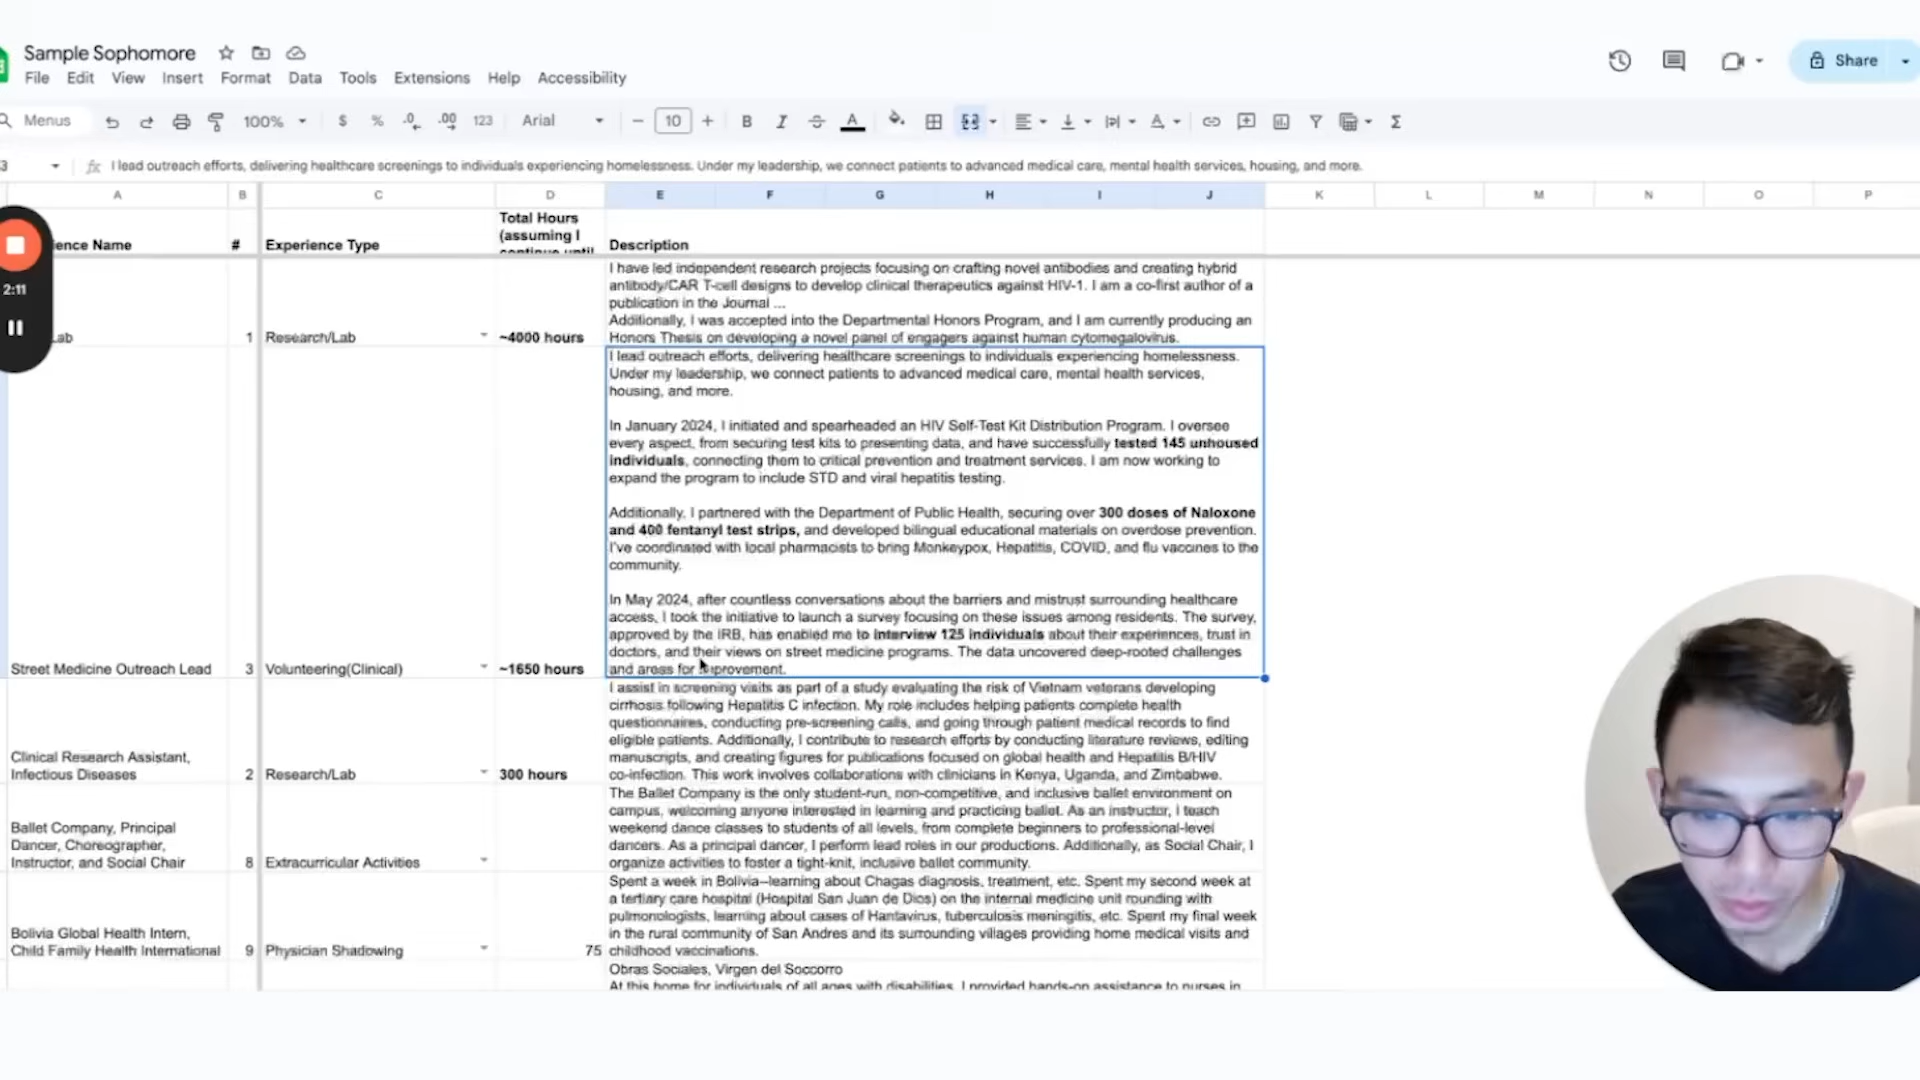 Sample Sophomore
File Edit View Insert Format Data Tools Extensions Help Accessibility
Share
Menus 100% $ % .0 .00 123 Arial 10 B I A
3 fx I lead outreach efforts, delivering healthcare screenings to individuals experiencing homelessness. Under my leadership, we connect patients to advanced medical care, mental health services, housing, and more.
A B C D E F G H I J K L M N O P
ence Name # Experience Type Total Hours
(assuming I
continue until
Description
2:11
I have led independent research projects focusing on crafting novel antibodies and creating hybrid
antibody/CAR T-cell designs to develop clinical therapeutics against HIV-1. I am a co-first author of a
publication in the Journal ...
Additionally, I was accepted into the Departmental Honors Program, and I am currently producing an
Honors Thesis on developing a novel panel of engagers against human cytomegalovirus.
ab 1 Research/Lab ~4000 hours
I lead outreach efforts, delivering healthcare screenings to individuals experiencing homelessness.
Under my leadership, we connect patients to advanced medical care, mental health services,
housing, and more.
In January 2024, I initiated and spearheaded an HIV Self-Test Kit Distribution Program. I oversee
every aspect, from securing test kits to presenting data, and have successfully tested 145 unhoused
individuals, connecting them to critical prevention and treatment services. I am now working to
expand the program to include STD and viral hepatitis testing.
Additionally, I partnered with the Department of Public Health, securing over 300 doses of Naloxone
and 400 fentanyl test strips, and developed bilingual educational materials on overdose prevention.
I've coordinated with local pharmacists to bring Monkeypox, Hepatitis, COVID, and flu vaccines to the
community.
In May 2024, after countless conversations about the barriers and mistrust surrounding healthcare
access, I took the initiative to launch a survey focusing on these issues among residents. The survey,
approved by the IRB, has enabled me to interview 125 individuals about their experiences, trust in
doctors, and their views on street medicine programs. The data uncovered deep-rooted challenges
and areas for improvement.
Street Medicine Outreach Lead 3 Volunteering(Clinical) ~1650 hours
I assist in screening visits as part of a study evaluating the risk of Vietnam veterans developing
cirrhosis following Hepatitis C infection. My role includes helping patients complete health
questionnaires, conducting pre-screening calls, and going through patient medical records to find
eligible patients. Additionally, I contribute to research efforts by conducting literature reviews, editing
manuscripts, and creating figures for publications focused on global health and Hepatitis B/HIV
co-infection. This work involves collaborations with clinicians in Kenya, Uganda, and Zimbabwe.
Clinical Research Assistant,
Infectious Diseases 2 Research/Lab 300 hours
The Ballet Company is the only student-run, non-competitive, and inclusive ballet environment on
campus, welcoming anyone interested in learning and practicing ballet. As an instructor, I teach
weekend dance classes to students of all levels, from complete beginners to professional-level
dancers. As a principal dancer, I perform lead roles in our productions. Additionally, as Social Chair, I
organize activities to foster a tight-knit, inclusive ballet community.
Ballet Company, Principal
Dancer, Choreographer,
Instructor, and Social Chair 8 Extracurricular Activities
Spent a week in Bolivia--learning about Chagas diagnosis, treatment, etc. Spent my second week at
a tertiary care hospital (Hospital San Juan de Dios) on the internal medicine unit rounding with
pulmonologists, learning about cases of Hantavirus, tuberculosis meningitis, etc. Spent my final week
in the rural community of San Andres and its surrounding villages providing home medical visits and
childhood vaccinations.
Bolivia Global Health Intern,
Child Family Health International 9 Physician Shadowing 75
Obras Sociales, Virgen del Soccorro
At this home for individuals of all ages with disabilities, I provided hands-on assistance to nurses in